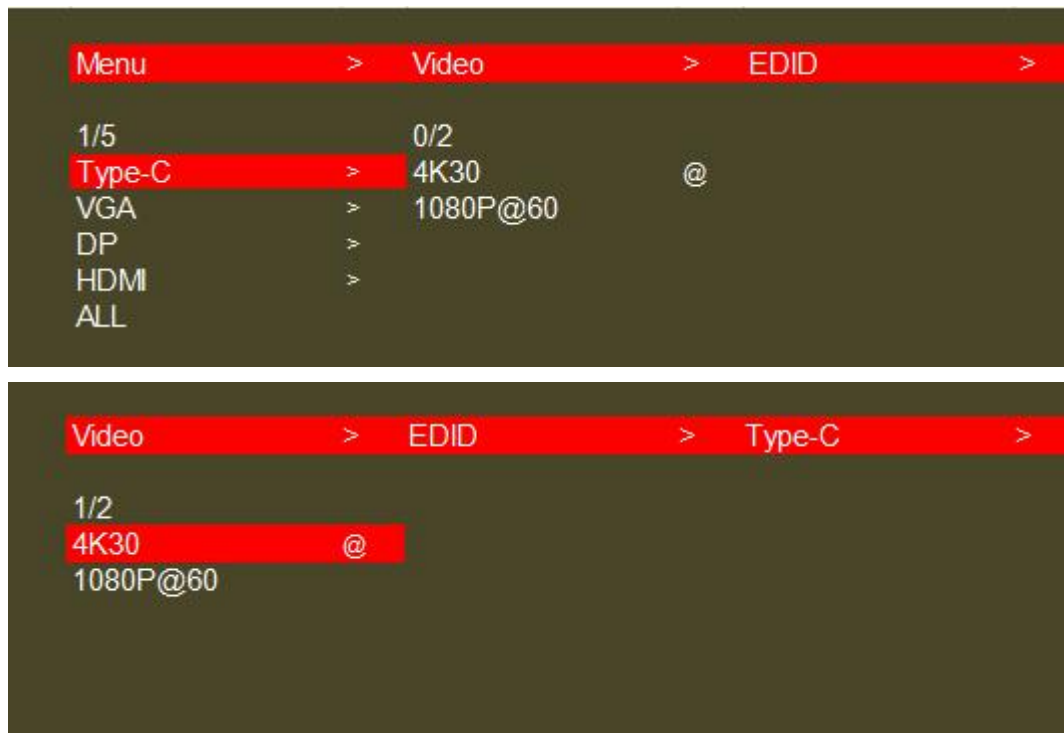 Menu > Video > EDID >
1/5 0/2
Type-C > 4K30 @
VGA > 1080P@60
DP >
HDMI >
ALL
Video > EDID > Type-C >
1/2
4K30 @
1080P@60